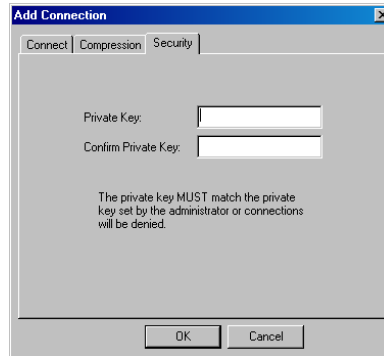 Add Connection
Connect Compression Security
Private Key:
Confirm Private Key:
The private key MUST match the private
key set by the administrator or connections
will be denied.
OK Cancel